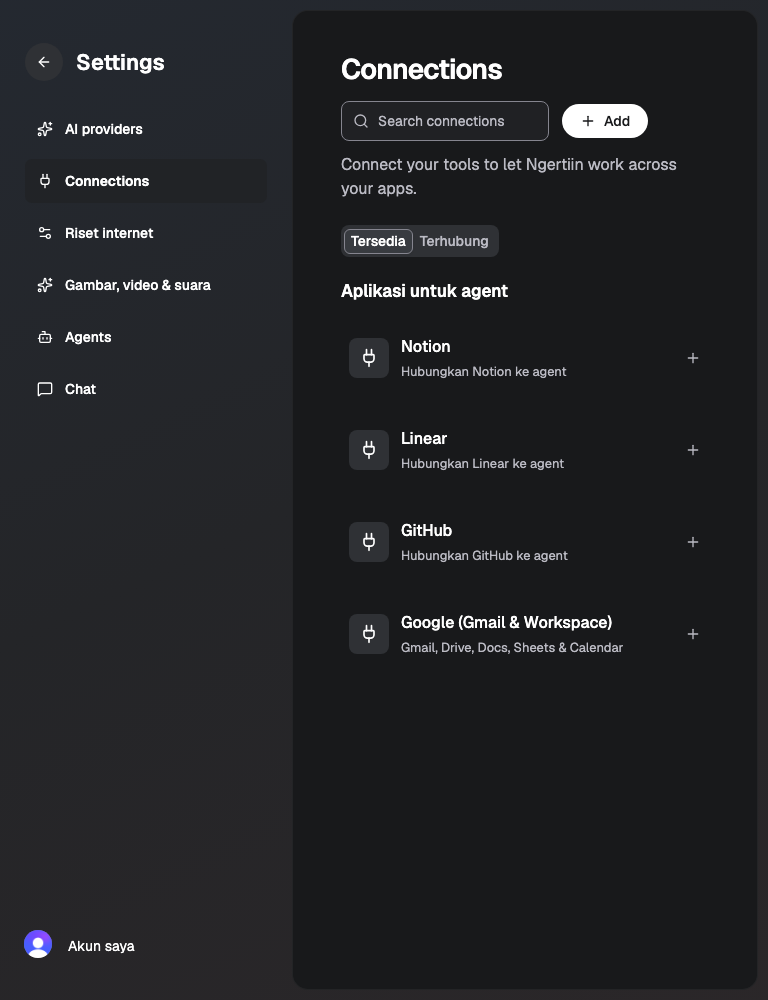 Settings
AI providers
Connections
Riset internet
Gambar, video & suara
Agents
Chat
Akun saya
Connections
Search connections
Add
Connect your tools to let Ngertiin work across
your apps.
Tersedia Terhubung
Aplikasi untuk agent
Notion
Hubungkan Notion ke agent
Linear
Hubungkan Linear ke agent
GitHub
Hubungkan GitHub ke agent
Google (Gmail & Workspace)
Gmail, Drive, Docs, Sheets & Calendar